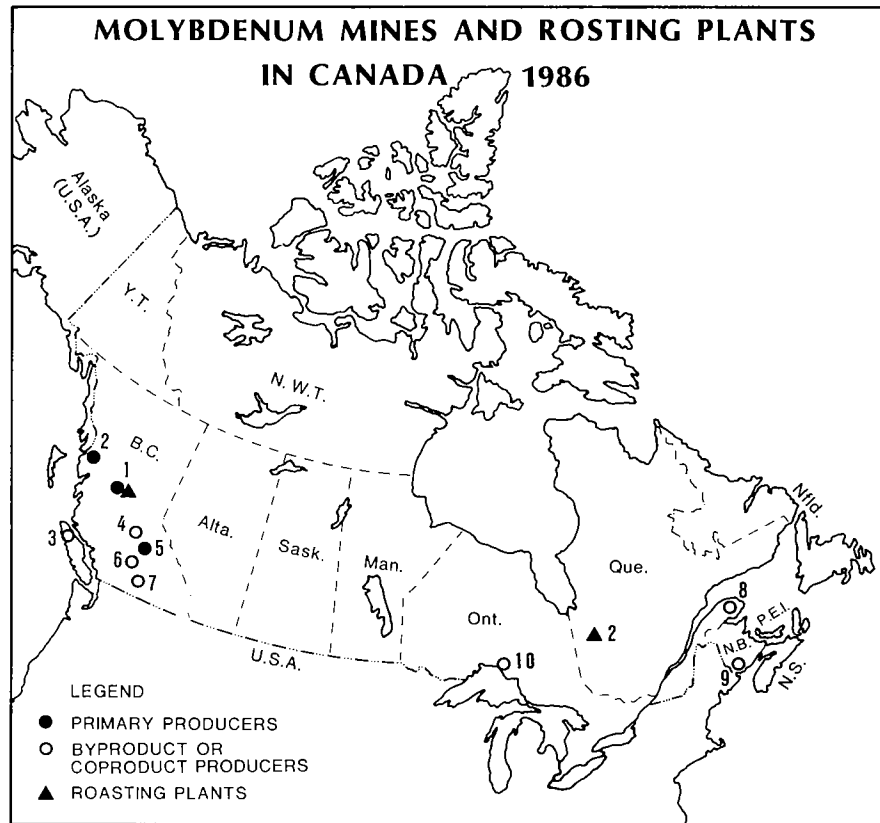 MOLYBDENUM MINES AND ROSTING PLANTS
IN CANADA 1986
Alaska
(U.S.A.)
Y.T.
N.W.T.
B.C.
2
1
3
4
5
6
7
Alta.
Sask.
Man.
Ont.
Que.
Nfld.
8
P.E.I.
N.B.
9
N.S.
2
10
U.S.A.
LEGEND
PRIMARY PRODUCERS
BYPRODUCT OR
COPRODUCT PRODUCERS
ROASTING PLANTS